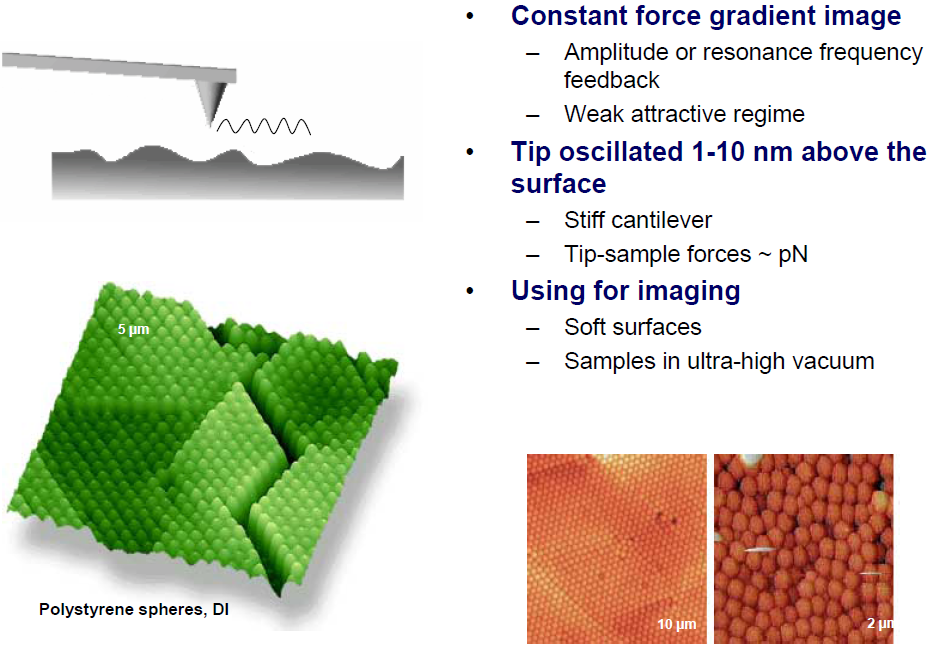 • Constant force gradient image
– Amplitude or resonance frequency
feedback
– Weak attractive regime
• Tip oscillated 1-10 nm above the
surface
– Stiff cantilever
– Tip-sample forces ~ pN
• Using for imaging
– Soft surfaces
– Samples in ultra-high vacuum
5 µm
Polystyrene spheres, DI
10 µm
2 µm